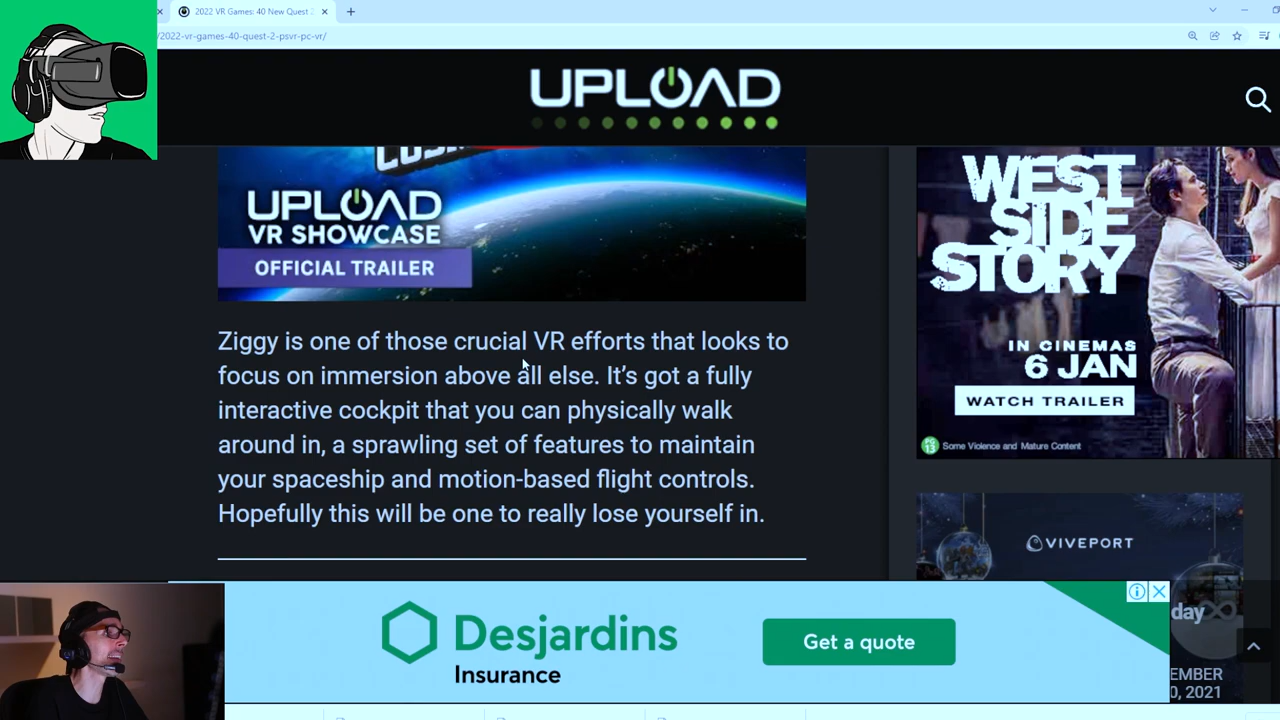 2022 VR Games: 40 New Quest 2
/2022-vr-games-40-quest-2-psvr-pc-vr/
UPLOAD
UPLOAD
VR SHOWCASE
OFFICIAL TRAILER
Ziggy is one of those crucial VR efforts that looks to
focus on immersion above all else. It's got a fully
interactive cockpit that you can physically walk
around in, a sprawling set of features to maintain
your spaceship and motion-based flight controls.
Hopefully this will be one to really lose yourself in.
WEST
SIDE
STORY
IN CINEMAS
6 JAN
WATCH TRAILER
PG 13 Some Violence and Mature Content
VIVEPORT
day
EMBER
0, 2021
Desjardins
Insurance
Get a quote